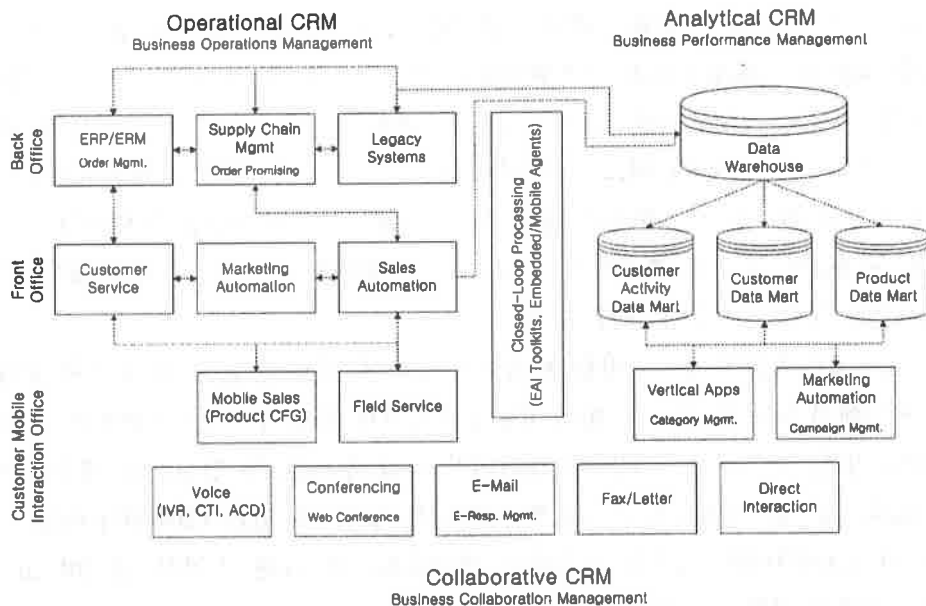 Operational CRM
Business Operations Management
Analytical CRM
Business Performance Management
Back
Office
ERP/ERM
Order Mgmt.
Supply Chain
Mgmt
Order Promising
Legacy
Systems
Data
Warehouse
Front
Office
Customer
Service
Marketing
Automation
Sales
Automation
Closed-Loop Processing
(EAI Toolkits, Embedded/Mobile Agents)
Customer
Activity
Data Mart
Customer
Data Mart
Product
Data Mart
Customer Mobile
Interaction Office
Mobile Sales
(Product CFG)
Field Service
Vertical Apps
Category Mgmt.
Marketing
Automation
Campaign Mgmt.
Voice
(IVR, CTI, ACD)
Conferencing
Web Conference
E-Mail
E-Resp. Mgmt.
Fax/Letter
Direct
Interaction
Collaborative CRM
Business Collaboration Management